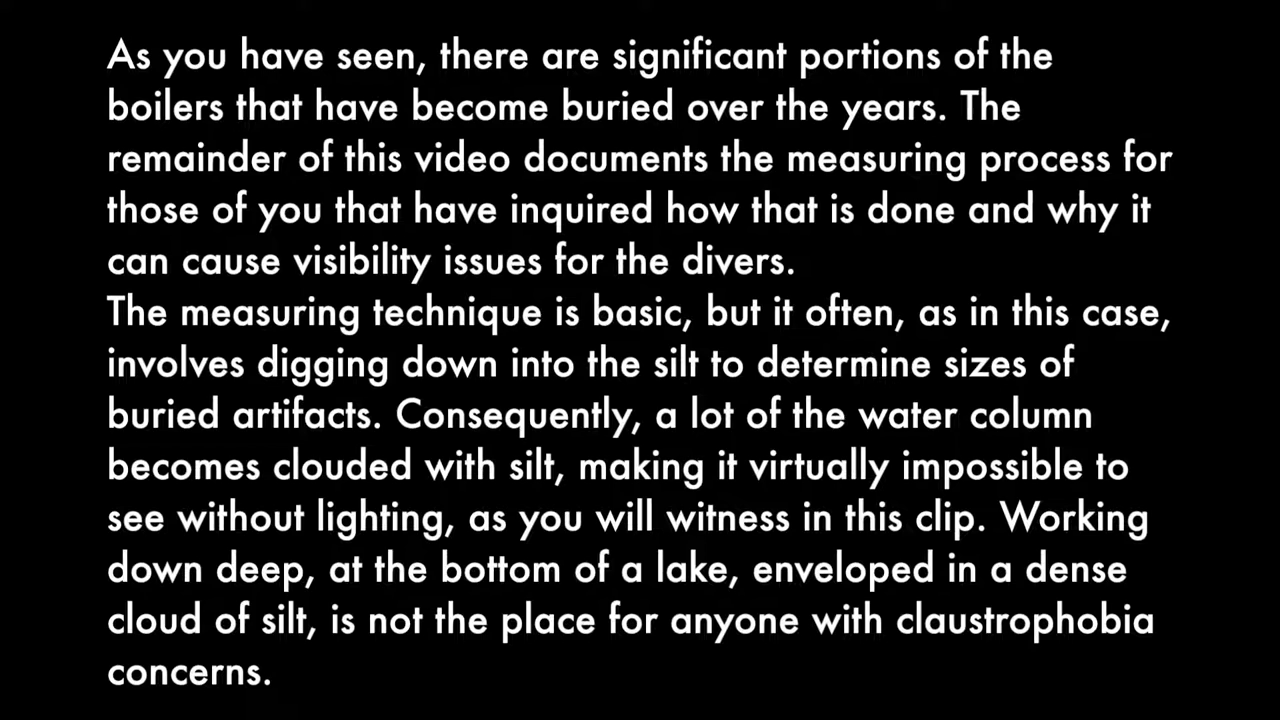 As you have seen, there are significant portions of the
boilers that have become buried over the years. The
remainder of this video documents the measuring process for
those of you that have inquired how that is done and why it
can cause visibility issues for the divers.
The measuring technique is basic, but it often, as in this case,
involves digging down into the silt to determine sizes of
buried artifacts. Consequently, a lot of the water column
becomes clouded with silt, making it virtually impossible to
see without lighting, as you will witness in this clip. Working
down deep, at the bottom of a lake, enveloped in a dense
cloud of silt, is not the place for anyone with claustrophobia
concerns.